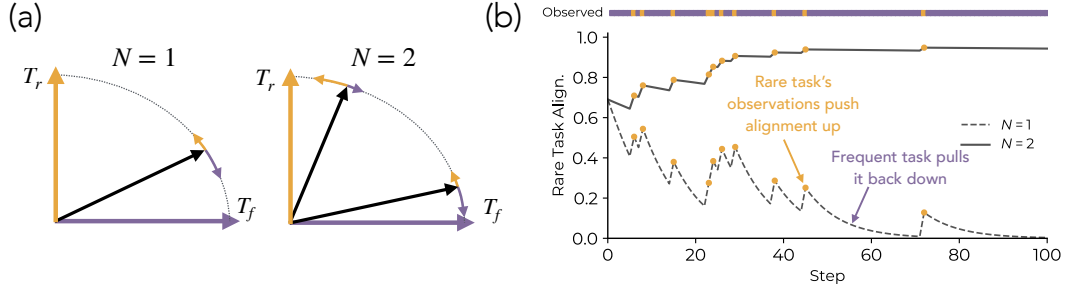 (a)
N = 1
N = 2
T_r
T_f
T_r
T_f
(b)
Observed
1.0
0.8
0.6
0.4
0.2
0.0
Rare Task Align.
Rare task's
observations push
alignment up
N = 1
N = 2
Frequent task pulls
it back down
0
20
40
60
80
100
Step